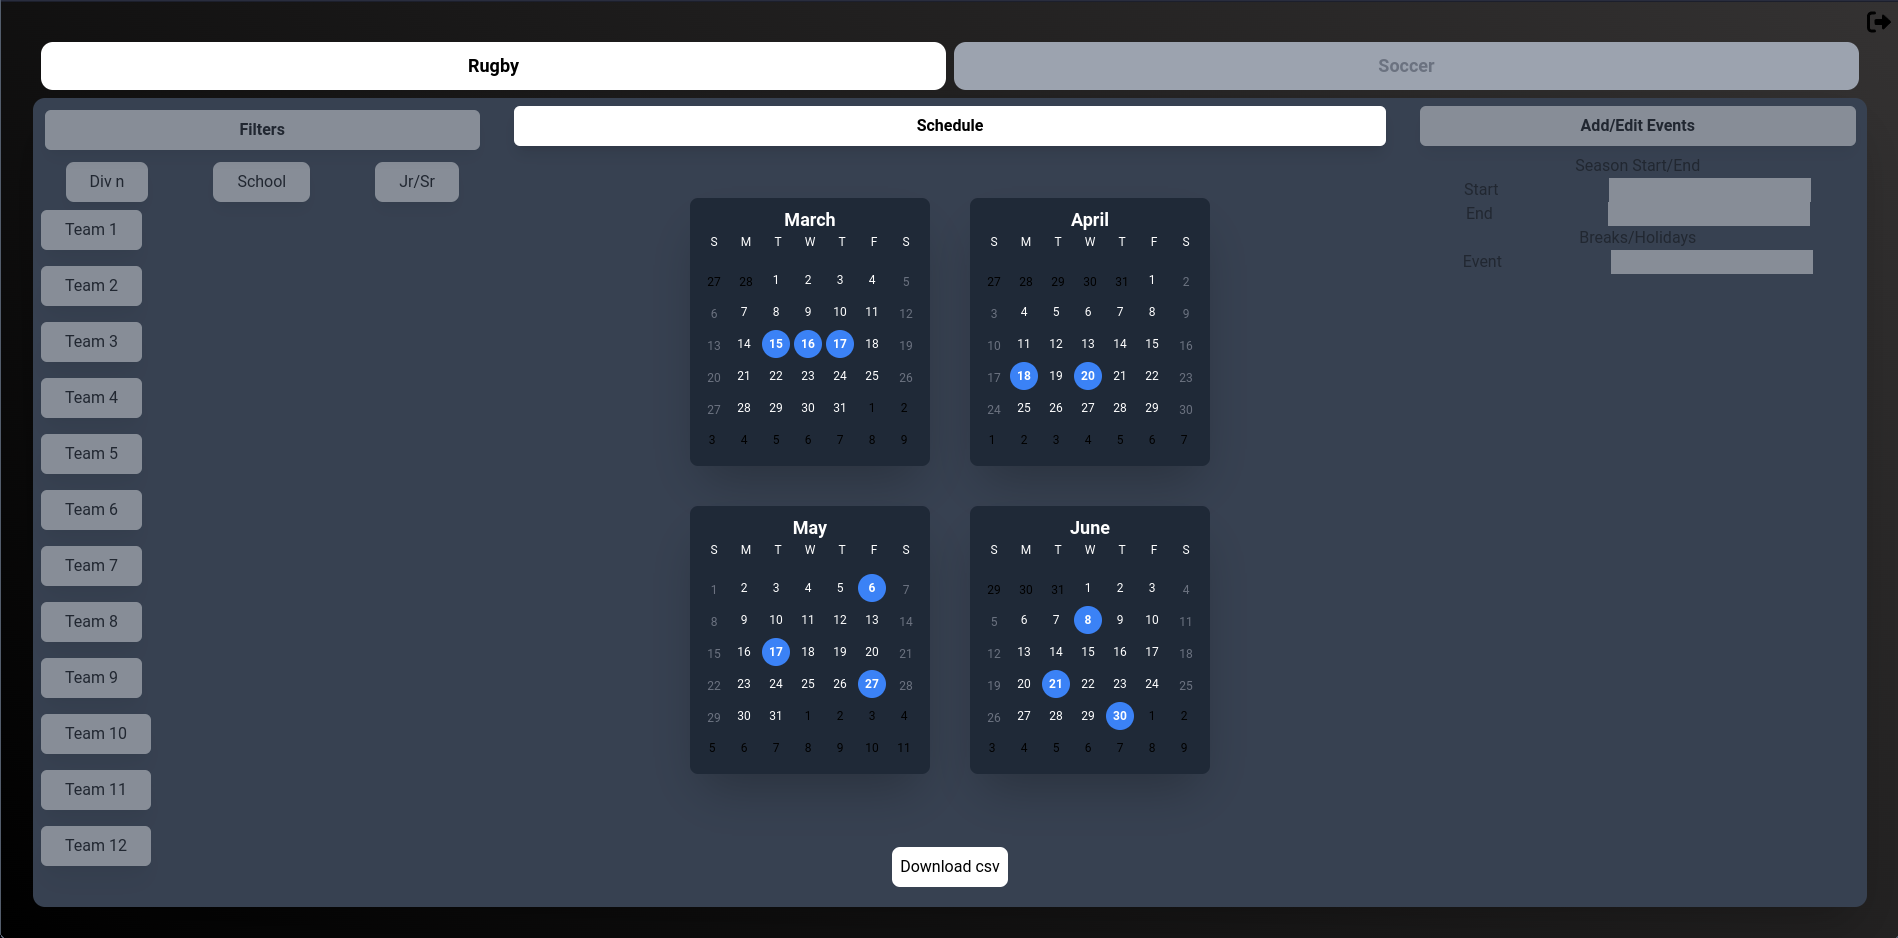 Rugby
Soccer
Filters
Div n School Jr/Sr
Team 1
Team 2
Team 3
Team 4
Team 5
Team 6
Team 7
Team 8
Team 9
Team 10
Team 11
Team 12
Schedule
March
S M T W T F S
27 28 1 2 3 4 5
6 7 8 9 10 11 12
13 14 15 16 17 18 19
20 21 22 23 24 25 26
27 28 29 30 31 1 2
3 4 5 6 7 8 9
April
S M T W T F S
27 28 29 30 31 1 2
3 4 5 6 7 8 9
10 11 12 13 14 15 16
17 18 19 20 21 22 23
24 25 26 27 28 29 30
1 2 3 4 5 6 7
May
S M T W T F S
1 2 3 4 5 6 7
8 9 10 11 12 13 14
15 16 17 18 19 20 21
22 23 24 25 26 27 28
29 30 31 1 2 3 4
5 6 7 8 9 10 11
June
S M T W T F S
29 30 31 1 2 3 4
5 6 7 8 9 10 11
12 13 14 15 16 17 18
19 20 21 22 23 24 25
26 27 28 29 30 1 2
3 4 5 6 7 8 9
Download csv
Add/Edit Events
Season Start/End
Start
End
Breaks/Holidays
Event